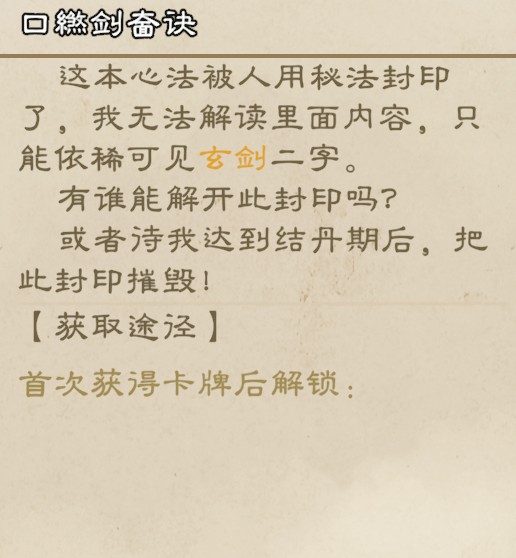 口剑诀
这本心法被人用秘法封印
了，我无法解读里面内容，只
能依稀可见玄剑二字。
有谁能解开此封印吗？
或者待我达到结丹期后，把
此封印摧毁！
【获取途径】
首次获得卡牌后解锁：